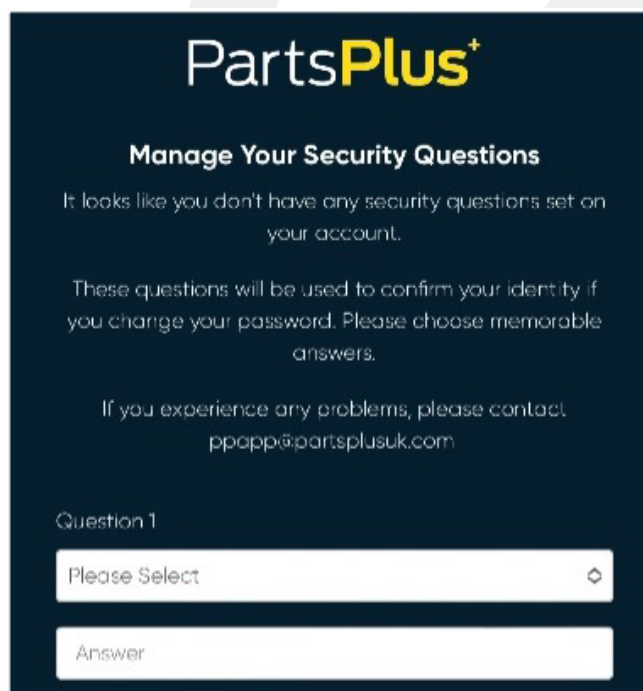 PartsPlus+
Manage Your Security Questions
It looks like you don't have any security questions set on
your account.
These questions will be used to confirm your identity if
you change your password. Please choose memorable
answers.
If you experience any problems, please contact
ppapp@partsplusuk.com
Question 1
Please Select
Answer